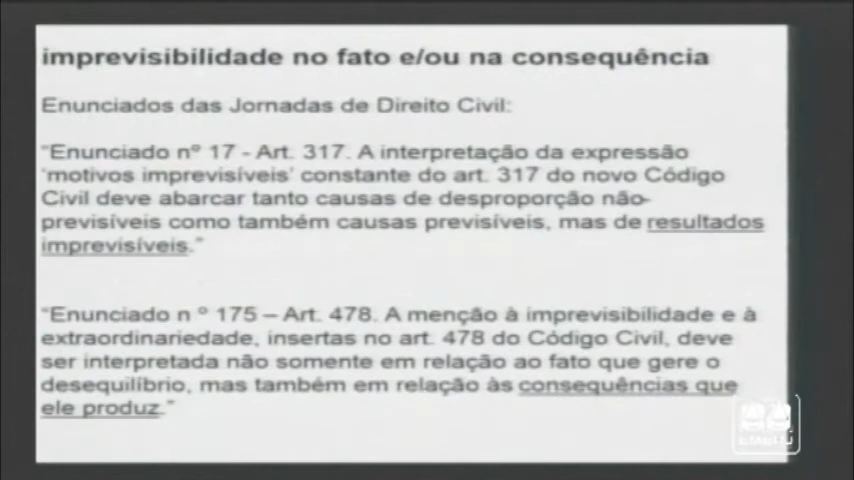 imprevisibilidade no fato e/ou na consequência
Enunciados das Jornadas de Direito Civil:
"Enunciado nº 17 - Art. 317. A interpretação da expressão
'motivos imprevisíveis' constante do art. 317 do novo Código
Civil deve abarcar tanto causas de desproporção não-
previsíveis como também causas previsíveis, mas de resultados
imprevisíveis."
"Enunciado n º 175 – Art. 478. A menção à imprevisibilidade e à
extraordinariedade, insertas no art. 478 do Código Civil, deve
ser interpretada não somente em relação ao fato que gere o
desequilíbrio, mas também em relação às consequências que
ele produz."